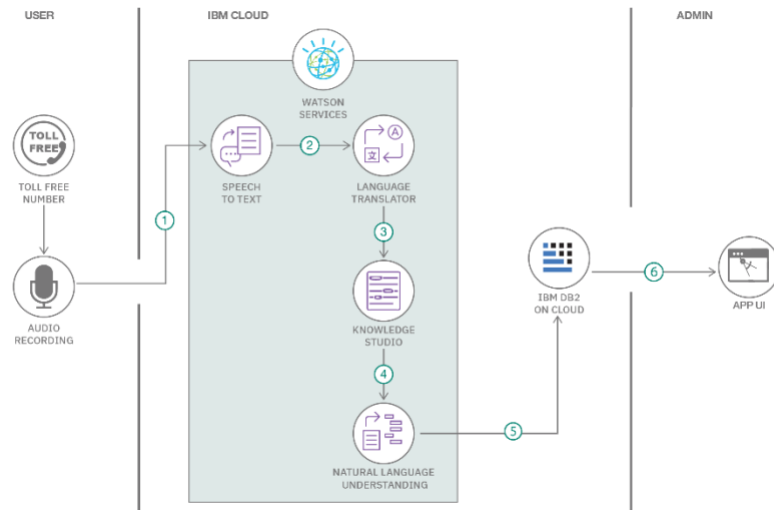 USER
IBM CLOUD
ADMIN
WATSON
SERVICES
TOLL
FREE
TOLL FREE
NUMBER
AUDIO
RECORDING
1
SPEECH
TO TEXT
2
A
文
LANGUAGE
TRANSLATOR
3
KNOWLEDGE
STUDIO
4
NATURAL LANGUAGE
UNDERSTANDING
5
IBM DB2
ON CLOUD
6
APP UI